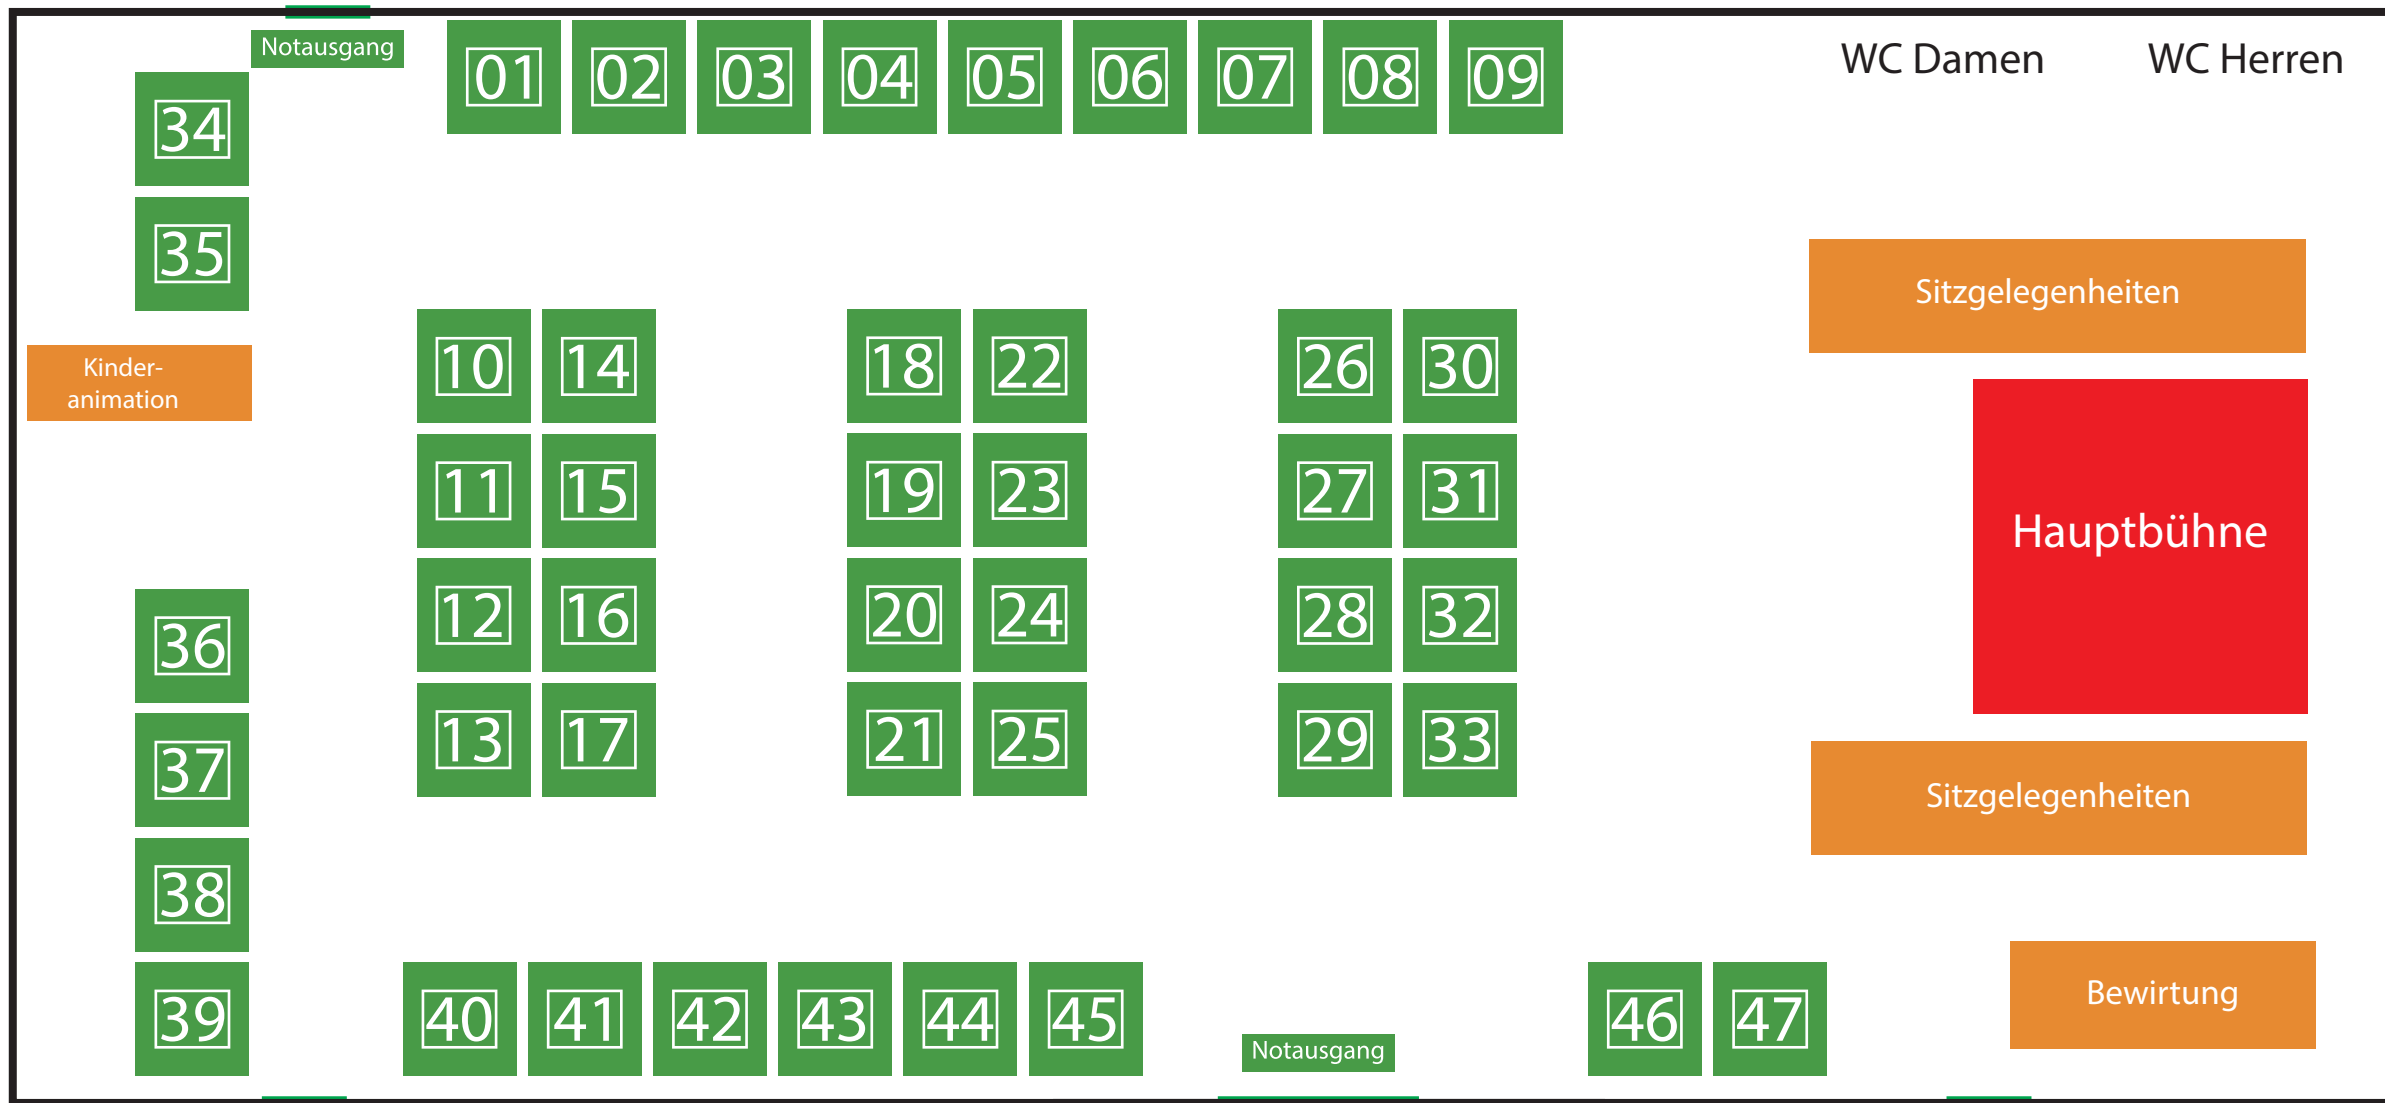 Notausgang
01 02 03 04 05 06 07 08 09
WC Damen WC Herren
34
35
Sitzgelegenheiten
Kinder-
animation
10 14 18 22 26 30
11 15 19 23 27 31
Hauptbühne
12 16 20 24 28 32
36
13 17 21 25 29 33
37
Sitzgelegenheiten
38
39 40 41 42 43 44 45 46 47
Bewirtung
Notausgang